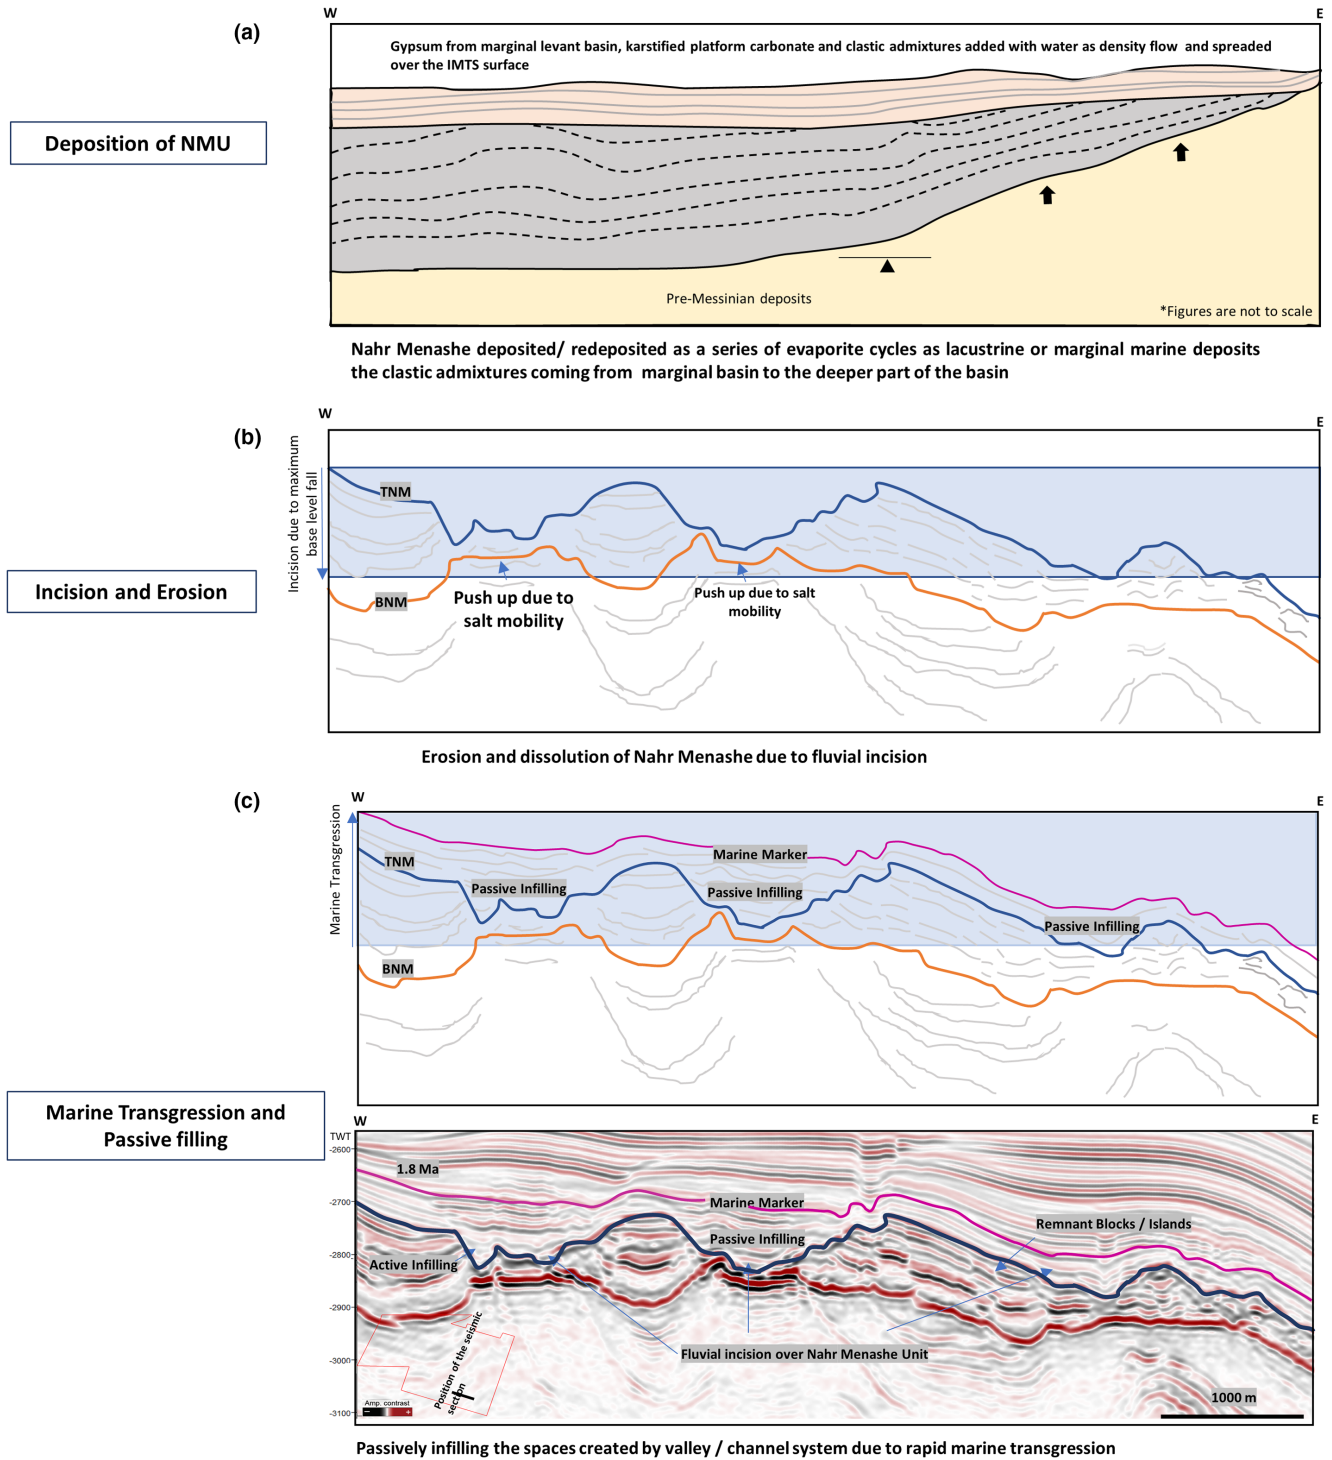 (a)
W
E
Gypsum from marginal levant basin, karstified platform carbonate and clastic admixtures added with water as density flow and spreaded
over the IMTS surface
Deposition of NMU
Pre-Messinian deposits
*Figures are not to scale
Nahr Menashe deposited/ redeposited as a series of evaporite cycles as lacustrine or marginal marine deposits
the clastic admixtures coming from marginal basin to the deeper part of the basin
(b)
W
E
Incision due to maximum
base level fall
TNM
BNM
Push up due to
salt mobility
Push up due to salt
mobility
Incision and Erosion
Erosion and dissolution of Nahr Menashe due to fluvial incision
(c)
W
E
Marine Transgression
TNM
Marine Marker
Passive Infilling
Passive Infilling
Passive Infilling
BNM
Marine Transgression and
Passive filling
W
E
TWT
-2600
-2700
-2800
-2900
-3000
-3100
1.8 Ma
Marine Marker
Remnant Blocks / Islands
Passive Infilling
Active Infilling
Fluvial incision over Nahr Menashe Unit
Position of the seismic
section
Amp. contrast
- +
1000 m
Passively infilling the spaces created by valley / channel system due to rapid marine transgression